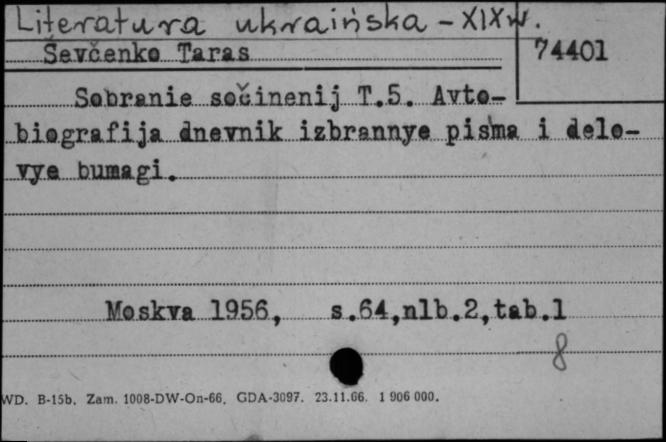 Literatura ukraińska - XIX w.
Ševčenko Taras
74401
Sobranie sočinenij T.5. Avto-
biografija dnevnik izbrannye pis'ma i delo-
vye bumagi.
Moskva 1956, s.64,nlb.2,tab.1
8
WD. B-15b. Zam. 1008-DW-On-66. GDA-3097. 23.11.66. 1 906 000.